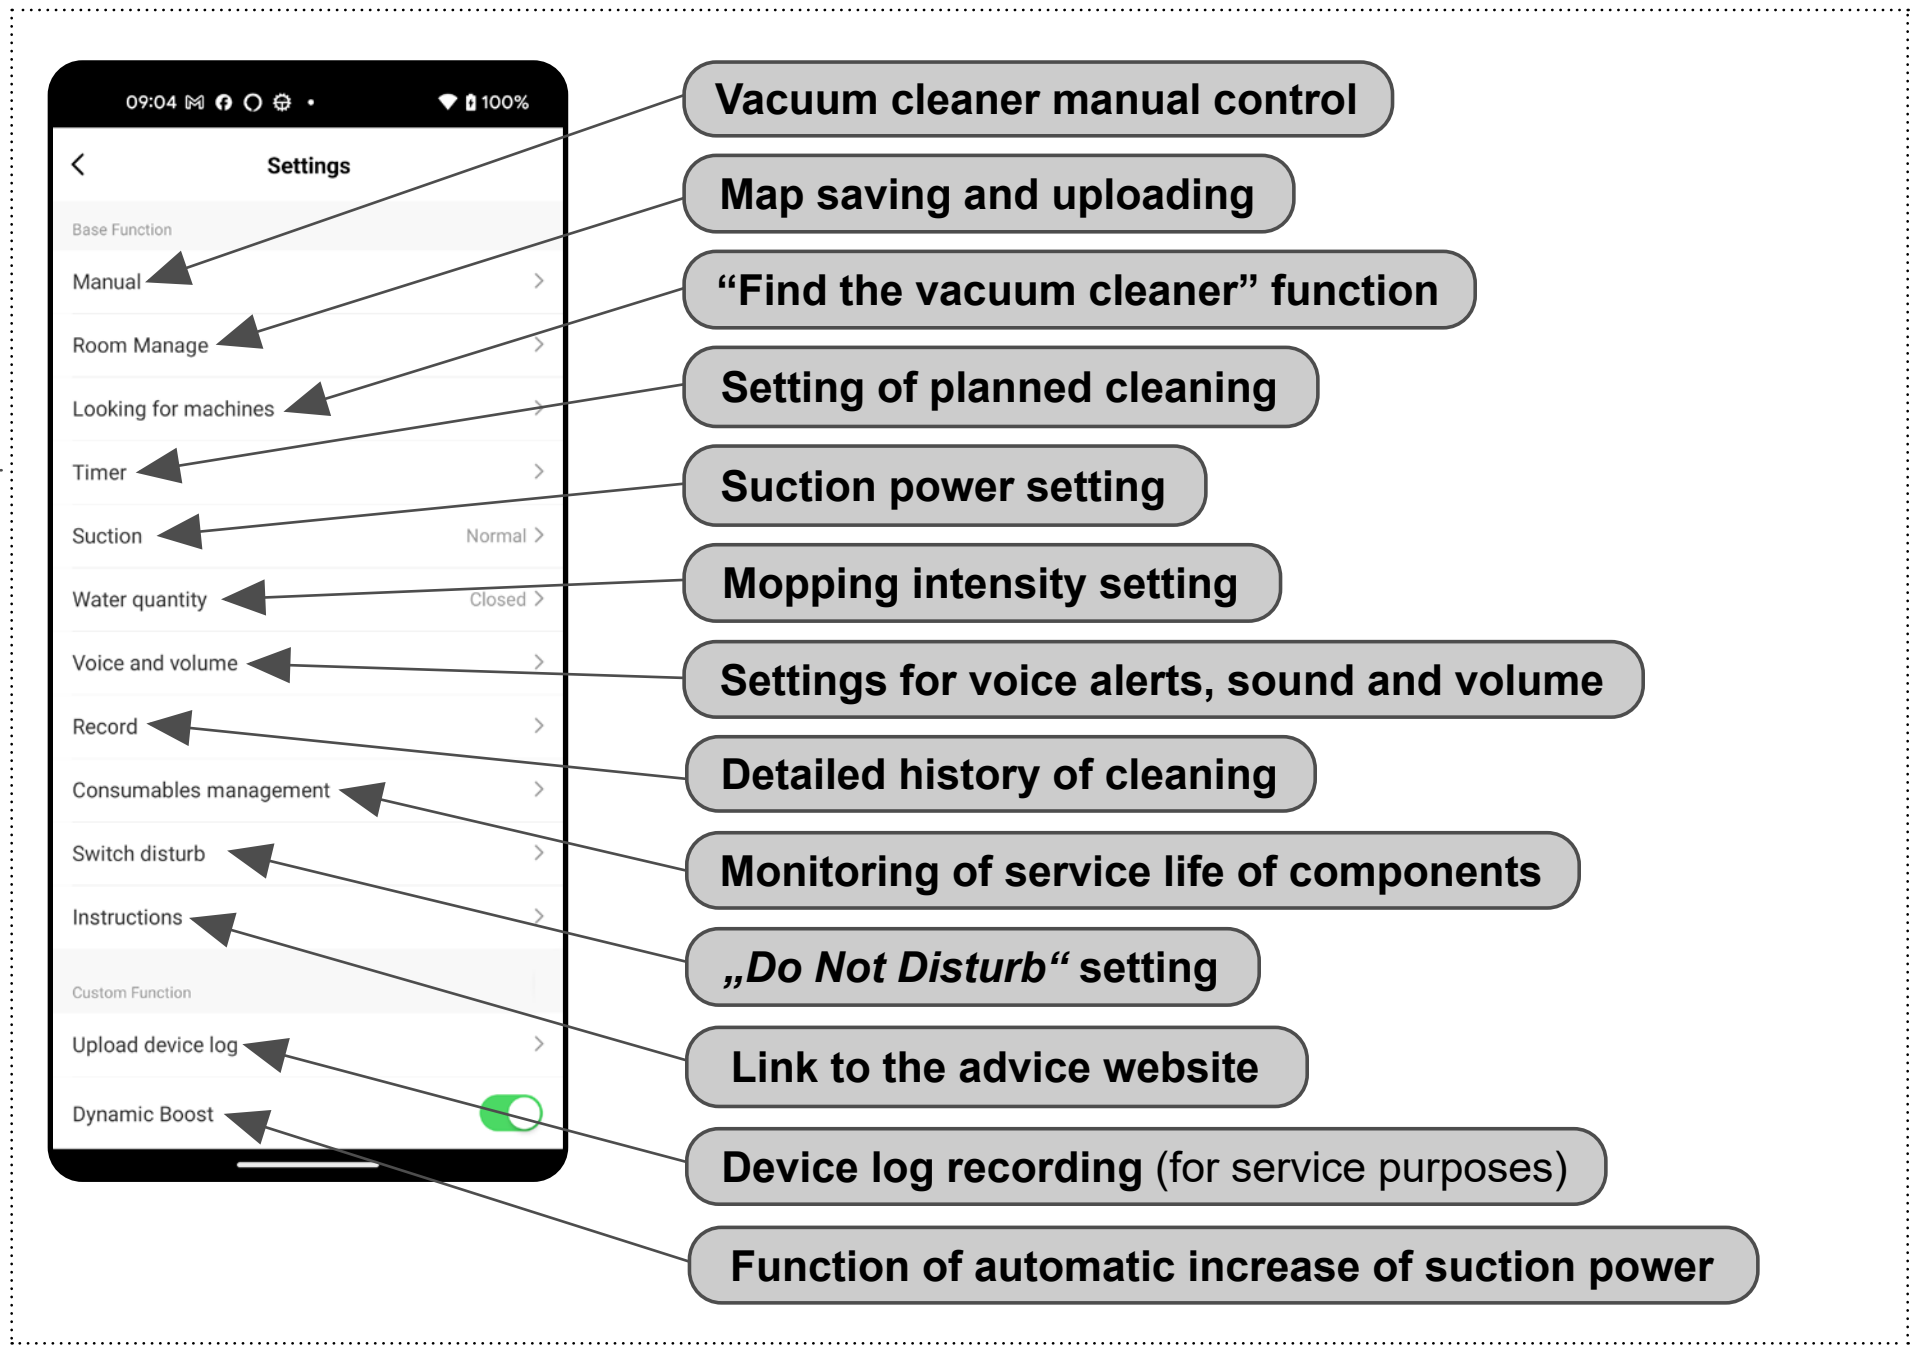 09:04
100%
Settings
Base Function
Manual
Room Manage
Looking for machines
Timer
Suction
Normal
Water quantity
Closed
Voice and volume
Record
Consumables management
Switch disturb
Instructions
Custom Function
Upload device log
Dynamic Boost
Vacuum cleaner manual control
Map saving and uploading
“Find the vacuum cleaner” function
Setting of planned cleaning
Suction power setting
Mopping intensity setting
Settings for voice alerts, sound and volume
Detailed history of cleaning
Monitoring of service life of components
„Do Not Disturb“ setting
Link to the advice website
Device log recording (for service purposes)
Function of automatic increase of suction power